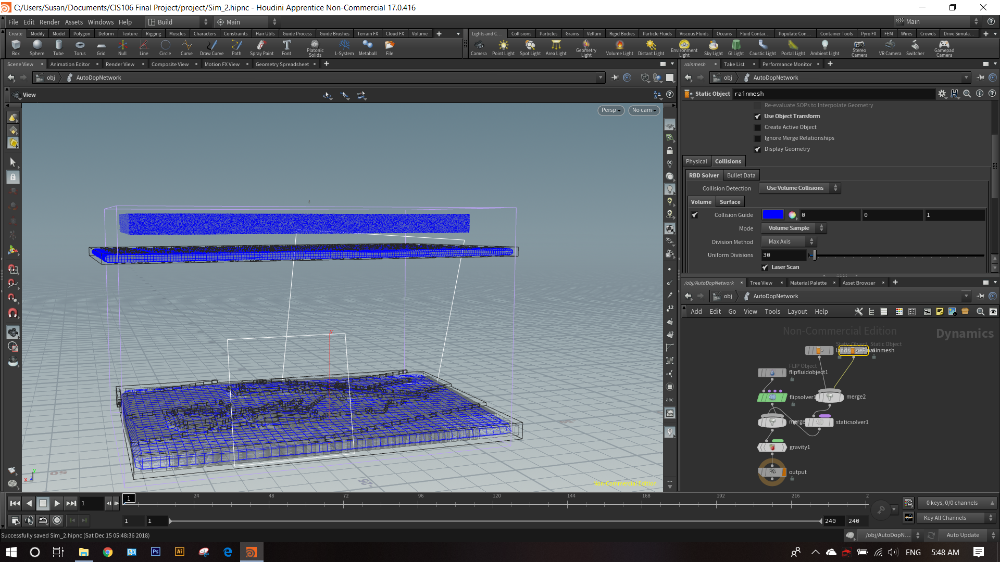 C:/Users/Susan/Documents/CIS106 Final Project/project/Sim_2.hipnc - Houdini Apprentice Non-Commercial 17.0.416
File Edit Render Assets Windows Help Build Main Main
Create Modify Model Polygon Deform Texture Rigging Muscles Characters Constraints Hair Utils Guide Process Guide Brushes Terrain FX Cloud FX Volume
Lights and C... Collisions Particles Grains Vellum Rigid Bodies Particle Fluids Viscous Fluids Oceans Fluid Contai... Populate Con... Container Tools Pyro FX FEM Wires Crowds Drive Simula...
Box Sphere Tube Torus Grid Null Line Circle Curve Draw Curve Path Spray Paint Font Platonic Solids L-System Metaball File
Camera Point Light Spot Light Area Light Geometry Light Volume Light Distant Light Environment Light Sky Light GI Light Caustic Light Portal Light Ambient Light Stereo Camera VR Camera Switcher Gamepad Camera
Scene View Animation Editor Render View Composite View Motion FX View Geometry Spreadsheet
rainmesh Take List Performance Monitor
obj AutoDopNetwork
obj AutoDopNetwork
View
Static Object rainmesh
Persp No cam
Re-evaluate SOPs to Interpolate Geometry
Use Object Transform
Create Active Object
Ignore Merge Relationships
Display Geometry
Physical Collisions
RBD Solver Bullet Data
Collision Detection Use Volume Collisions
Volume Surface
Collision Guide 0 0 1
Mode Volume Sample
Division Method Max Axis
Uniform Divisions 30
Laser Scan
/obj/AutoDopNetwork Tree View Material Palette Asset Browser
obj AutoDopNetwork
Add Edit Go View Tools Layout Help
Non-Commercial Edition Dynamics
Static Object Static Object
rainmesh
FLIP Object
flipfluidobject1
flipsolver1 merge2
merge staticsolver1
gravity1
output
12
12
abc
y
y
x z
50
Non-Commercial Edition
1 1 24 48 72 96 120 144 168 192 216 2
0 keys, 0/0 channels
1 1 240 240 Key All Channels
Successfully saved Sim_2.hipnc (Sat Dec 15 05:48:36 2018)
/obj/AutoDopN... Auto Update
Ps Ai ENG 5:48 AM